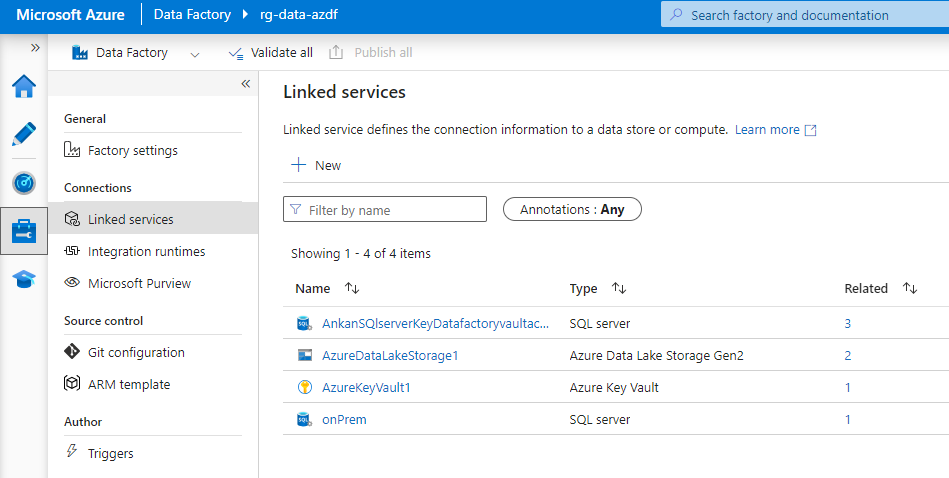 Microsoft Azure Data Factory rg-data-azdf Search factory and documentation
Data Factory Validate all Publish all
General
Factory settings
Connections
Linked services
Integration runtimes
Microsoft Purview
Source control
Git configuration
ARM template
Author
Triggers
Linked services
Linked service defines the connection information to a data store or compute. Learn more
New
Filter by name Annotations : Any
Showing 1 - 4 of 4 items
Name Type Related
AnkanSQlserverKeyDatafactoryvaultac... SQL server 3
AzureDataLakeStorage1 Azure Data Lake Storage Gen2 2
AzureKeyVault1 Azure Key Vault 1
onPrem SQL server 1